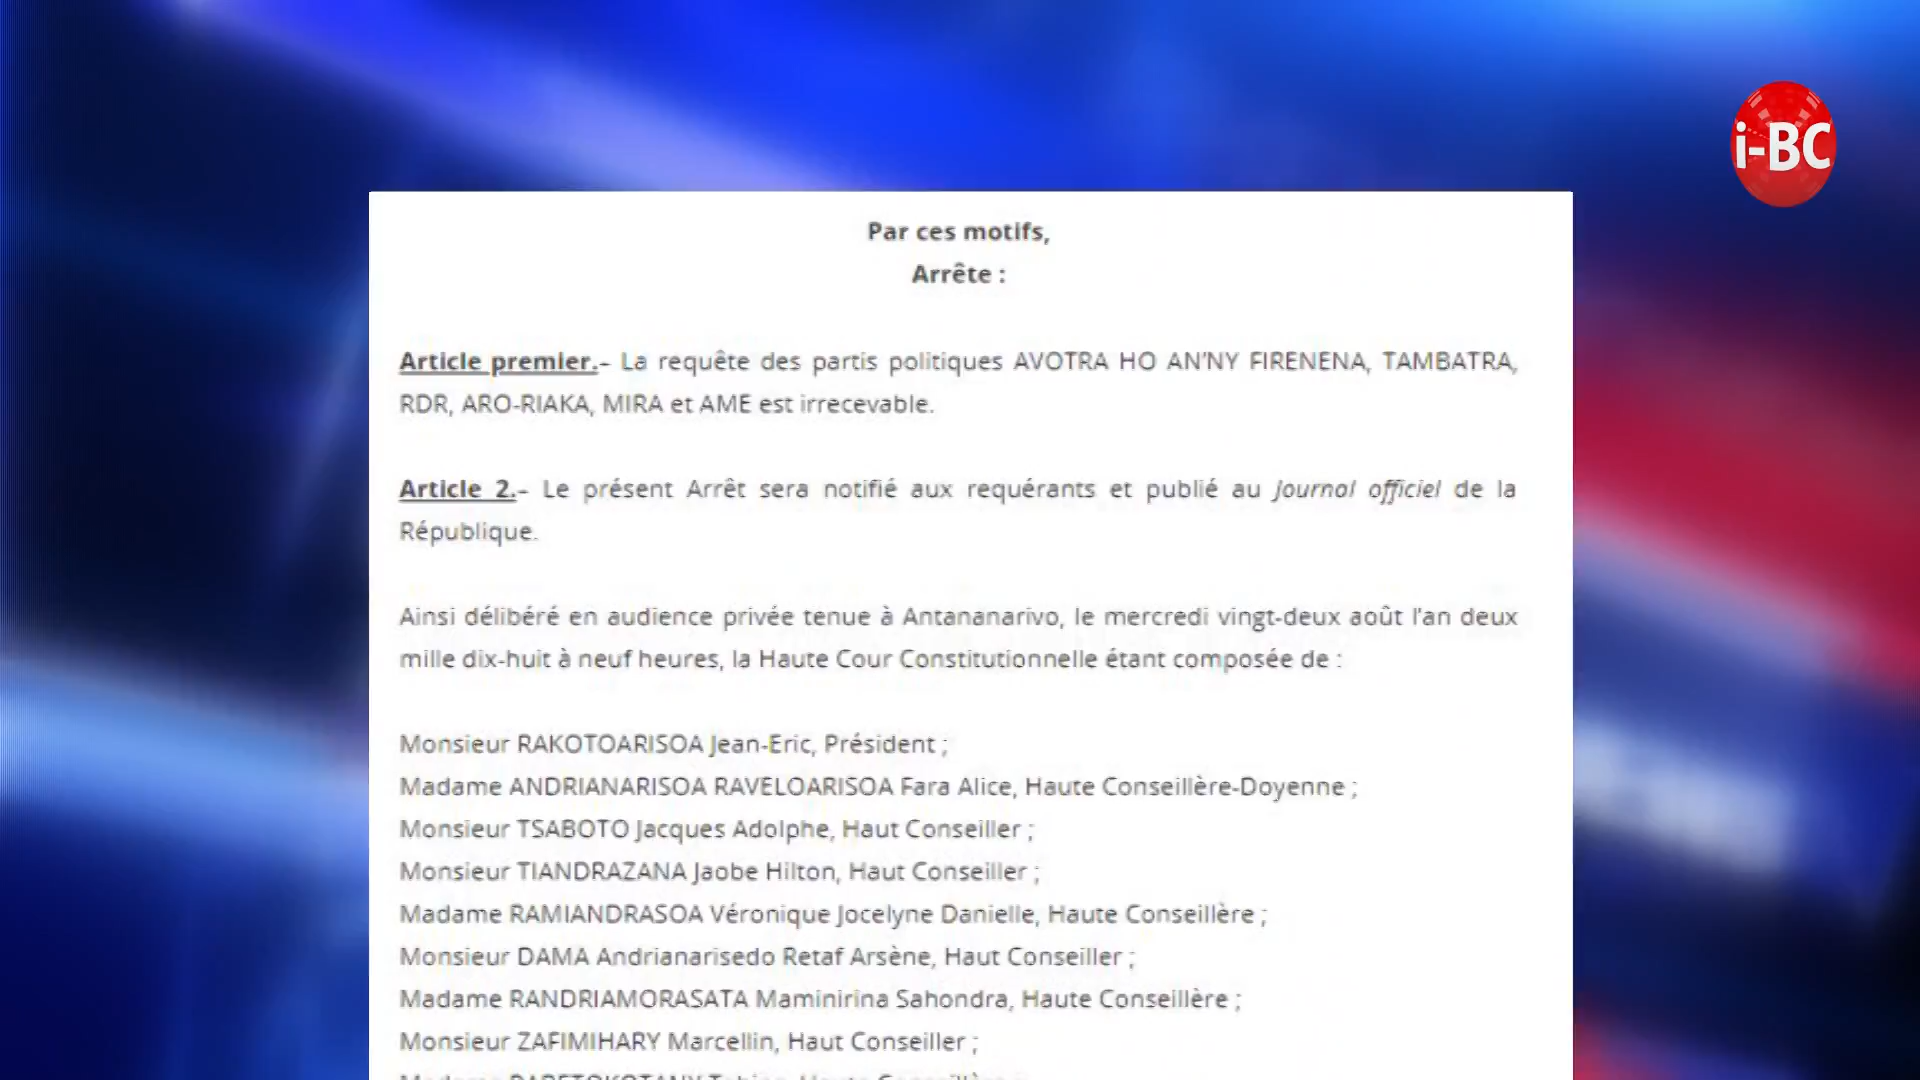 i-BC
Par ces motifs,
Arrête :
Article premier.- La requête des partis politiques AVOTRA HO AN'NY FIRENENA, TAMBATRA,
RDR, ARO-RIAKA, MIRA et AME est irrecevable.
Article 2.- Le présent Arrêt sera notifié aux requérants et publié au Journal officiel de la
République.
Ainsi délibéré en audience privée tenue à Antananarivo, le mercredi vingt-deux août l'an deux
mille dix-huit à neuf heures, la Haute Cour Constitutionnelle étant composée de :
Monsieur RAKOTOARISOA Jean-Eric, Président ;
Madame ANDRIANARISOA RAVELOARISOA Fara Alice, Haute Conseillère-Doyenne ;
Monsieur TSABOTO Jacques Adolphe, Haut Conseiller ;
Monsieur TIANDRAZANA Jaobe Hilton, Haut Conseiller ;
Madame RAMIANDRASOA Véronique Jocelyne Danielle, Haute Conseillère ;
Monsieur DAMA Andrianarisedo Retaf Arsène, Haut Conseiller ;
Madame RANDRIAMORASATA Maminirina Sahondra, Haute Conseillère ;
Monsieur ZAFIMIHARY Marcellin, Haut Conseiller ;